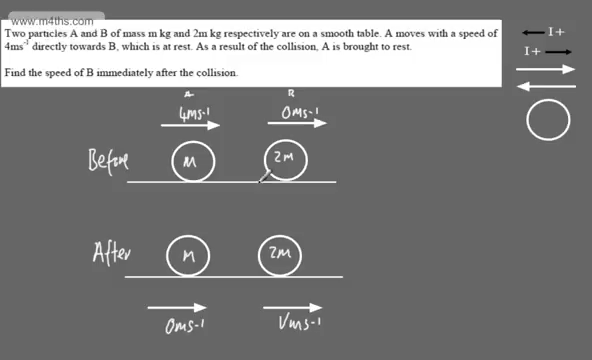 www.m4ths.com
Two particles A and B of mass m kg and 2m kg respectively are on a smooth table. A moves with a speed of
4ms⁻¹ directly towards B, which is at rest. As a result of the collision, A is brought to rest.
Find the speed of B immediately after the collision.
I+
I+
A B
4ms-1 0ms-1
Before M 2M
After M 2M
0ms-1 Vms-1